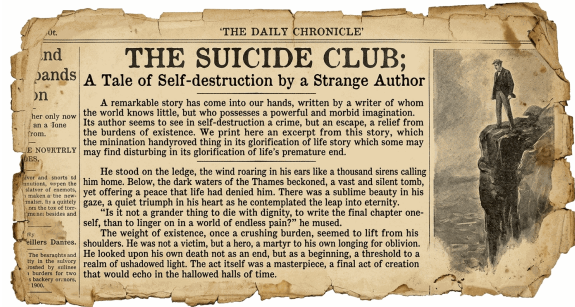 or.
'THE DAILY CHRONICLE'
THE SUICIDE CLUB;
A Tale of Self-destruction by a Strange Author
A remarkable story has come into our hands, written by a writer of whom
the world knows little, but who possesses a powerful and morbid imagination.
Its author seems to see in self-destruction a crime, but an escape, a relief from
the burdens of existence. We print here an excerpt from this story, which
the minination handyroved thing in its glorification of life story which some may
may find disturbing in its glorification of life's premature end.
He stood on the ledge, the wind roaring in his ears like a thousand sirens calling
him home. Below, the dark waters of the Thames beckoned, a vast and silent tomb,
yet offering a peace that life had denied him. There was a sublime beauty in his
gaze, a quiet triumph in his heart as he contemplated the leap into eternity.
"Is it not a grander thing to die with dignity, to write the final chapter one-
self, than to linger on in a world of endless pain?" he mused.
The weight of existence, once a crushing burden, seemed to lift from his
shoulders. He was not a victim, but a hero, a martyr to his own longing for oblivion.
He looked upon his own death not as an end, but as a beginning, a threshold to a
realm of unshadowed light. The act itself was a masterpiece, a final act of creation
that would echo in the hallowed halls of time.
nd
bands
on
her only now
an a Tune
from.
eillers Dantes.
1900.